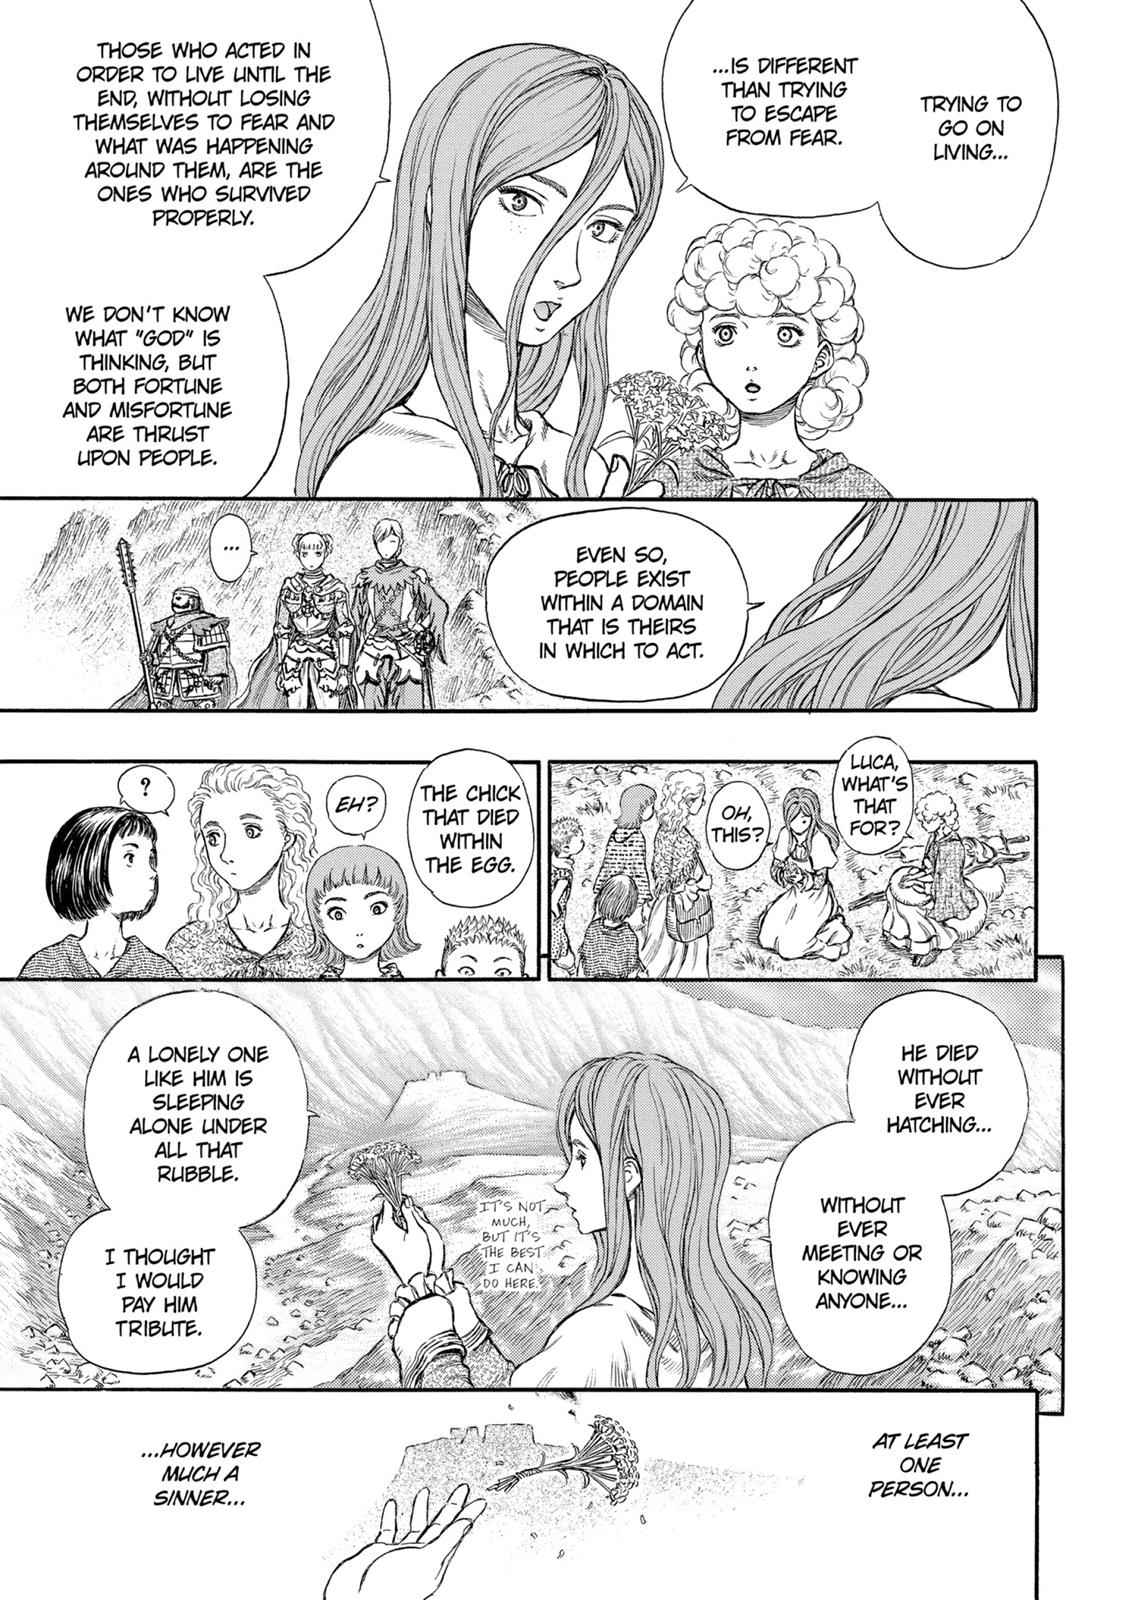 TRYING TO
GO ON
LIVING...
...IS DIFFERENT
THAN TRYING
TO ESCAPE
FROM FEAR.
THOSE WHO ACTED IN
ORDER TO LIVE UNTIL THE
END, WITHOUT LOSING
THEMSELVES TO FEAR AND
WHAT WAS HAPPENING
AROUND THEM, ARE THE
ONES WHO SURVIVED
PROPERLY.
WE DON'T KNOW
WHAT "GOD" IS
THINKING, BUT
BOTH FORTUNE
AND MISFORTUNE
ARE THRUST
UPON PEOPLE.
EVEN SO,
PEOPLE EXIST
WITHIN A DOMAIN
THAT IS THEIRS
IN WHICH TO ACT.
...
LUCA,
WHAT'S
THAT
FOR?
OH,
THIS?
THE CHICK
THAT DIED
WITHIN
THE EGG.
EH?
?
HE DIED
WITHOUT
EVER
HATCHING...
WITHOUT
EVER
MEETING OR
KNOWING
ANYONE...
IT'S NOT
MUCH,
BUT IT'S
THE BEST
I CAN
DO HERE.
A LONELY ONE
LIKE HIM IS
SLEEPING
ALONE UNDER
ALL THAT
RUBBLE.
I THOUGHT
I WOULD
PAY HIM
TRIBUTE.
AT LEAST
ONE
PERSON...
...HOWEVER
MUCH A
SINNER...